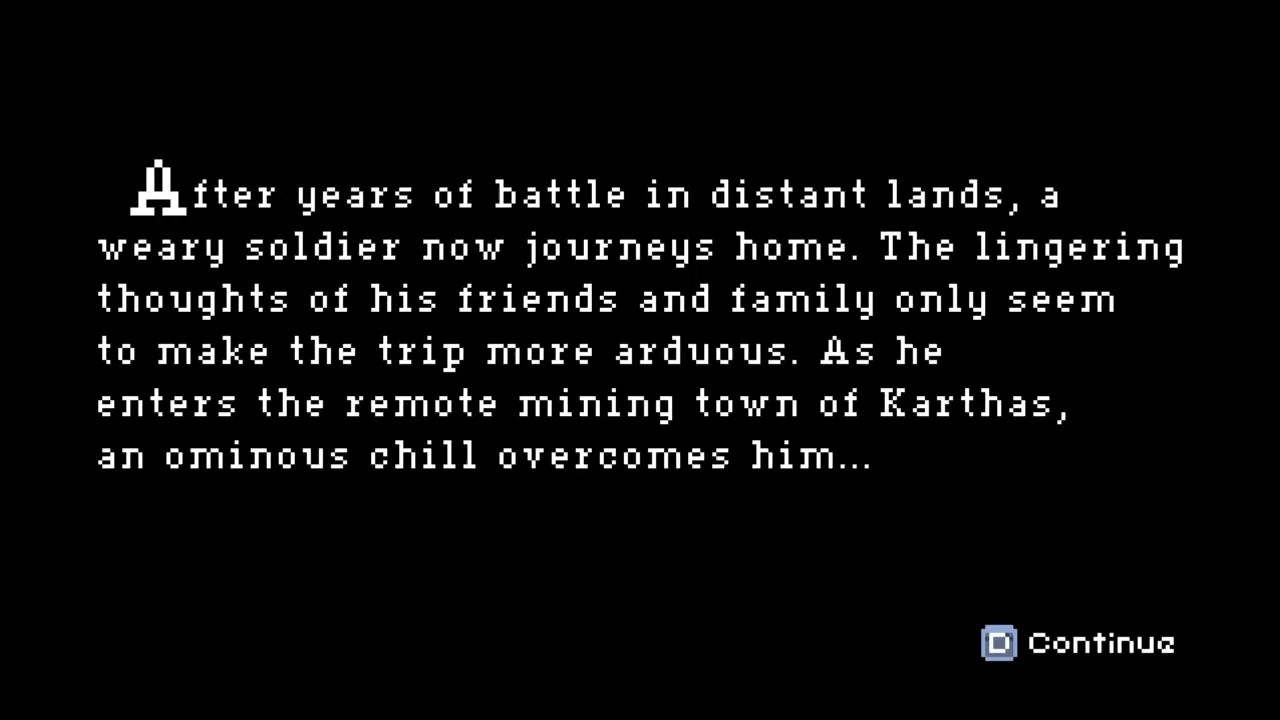 After years of battle in distant lands, a
weary soldier now journeys home. The lingering
thoughts of his friends and family only seem
to make the trip more arduous. As he
enters the remote mining town of Karthas,
an ominous chill overcomes him...
D Continue